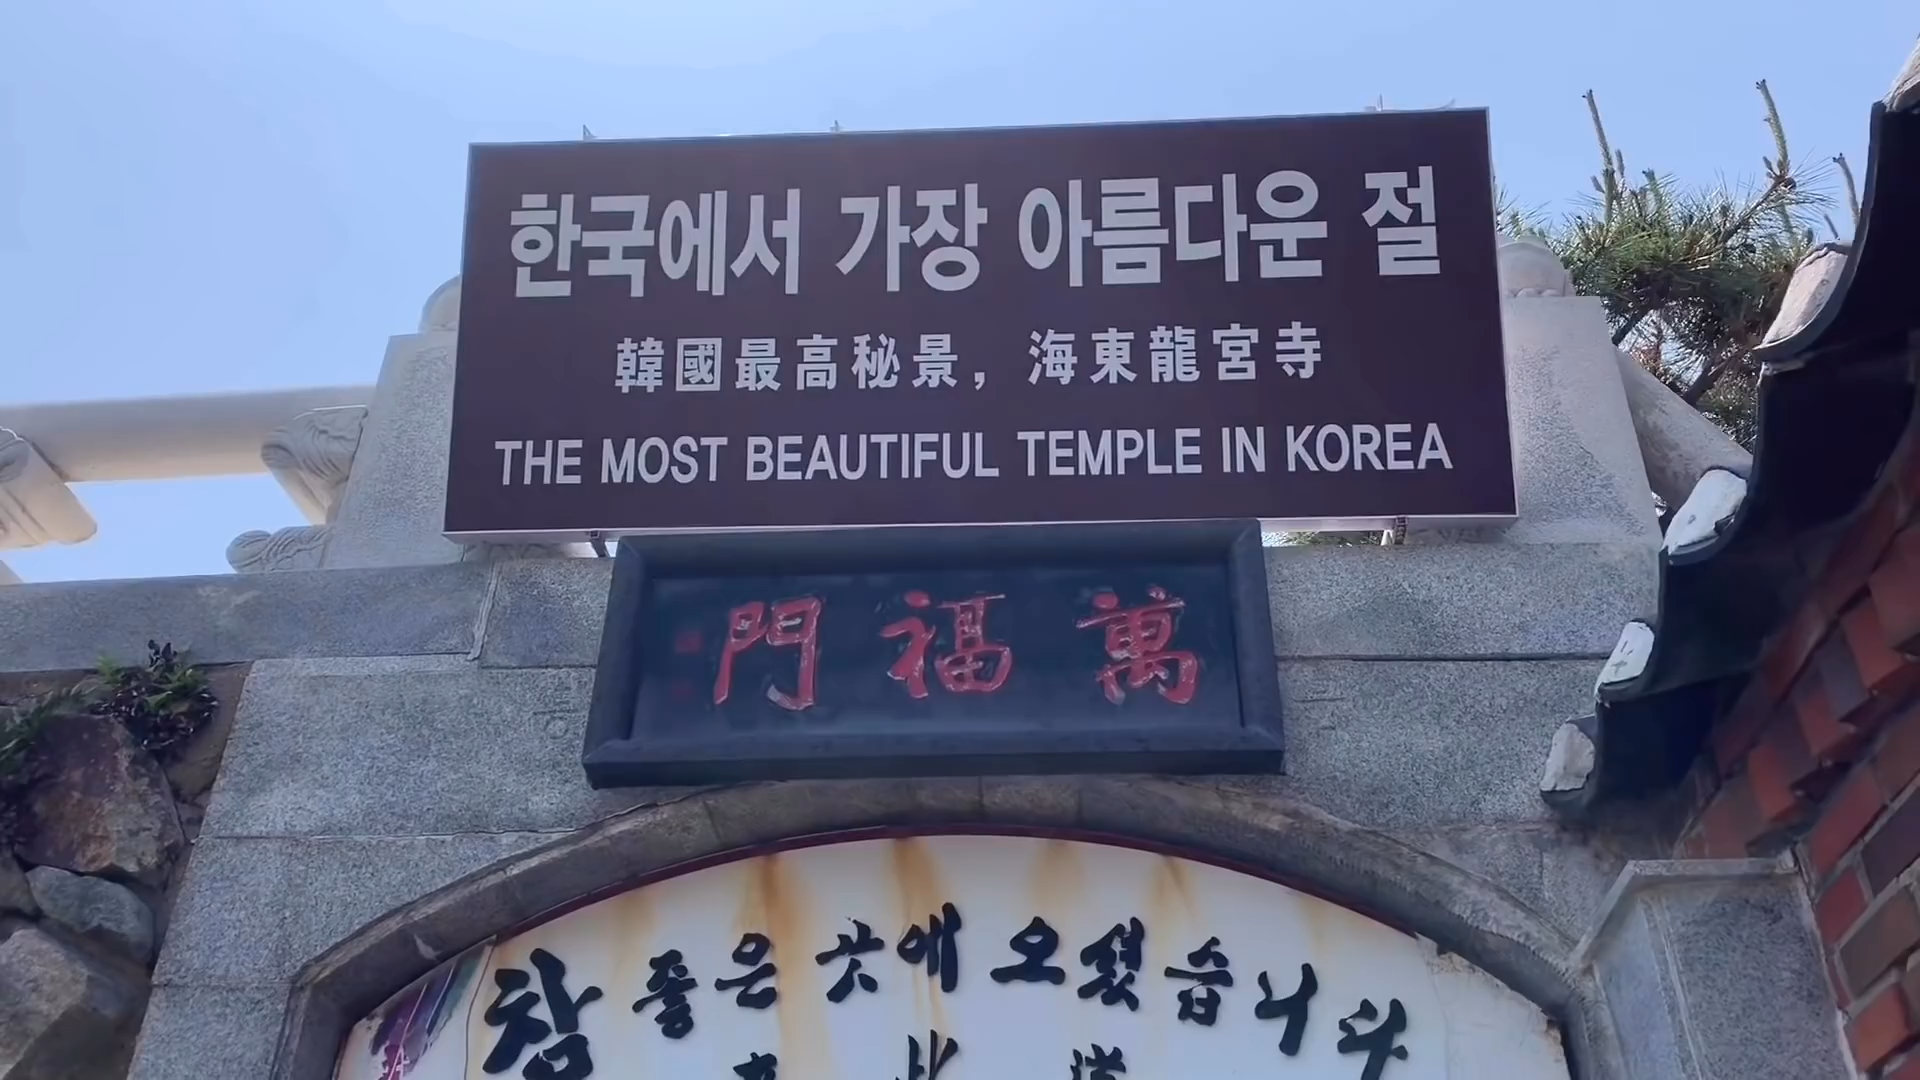 한국에서 가장 아름다운 절
韓國最高秘景, 海東龍宮寺
THE MOST BEAUTIFUL TEMPLE IN KOREA
門福萬
참 좋은 곳에 오셨습니다